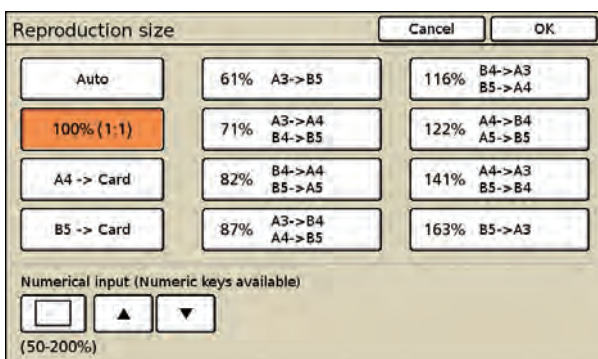 Reproduction size
Cancel
OK
Auto
61% A3->B5
116% B4->A3
B5->A4
100% (1:1)
71% A3->A4
B4->B5
122% A4->B4
A5->B5
A4 -> Card
82% B4->A4
B5->A5
141% A4->A3
B5->B4
B5 -> Card
87% A3->B4
A4->B5
163% B5->A3
Numerical input (Numeric keys available)
(50-200%)